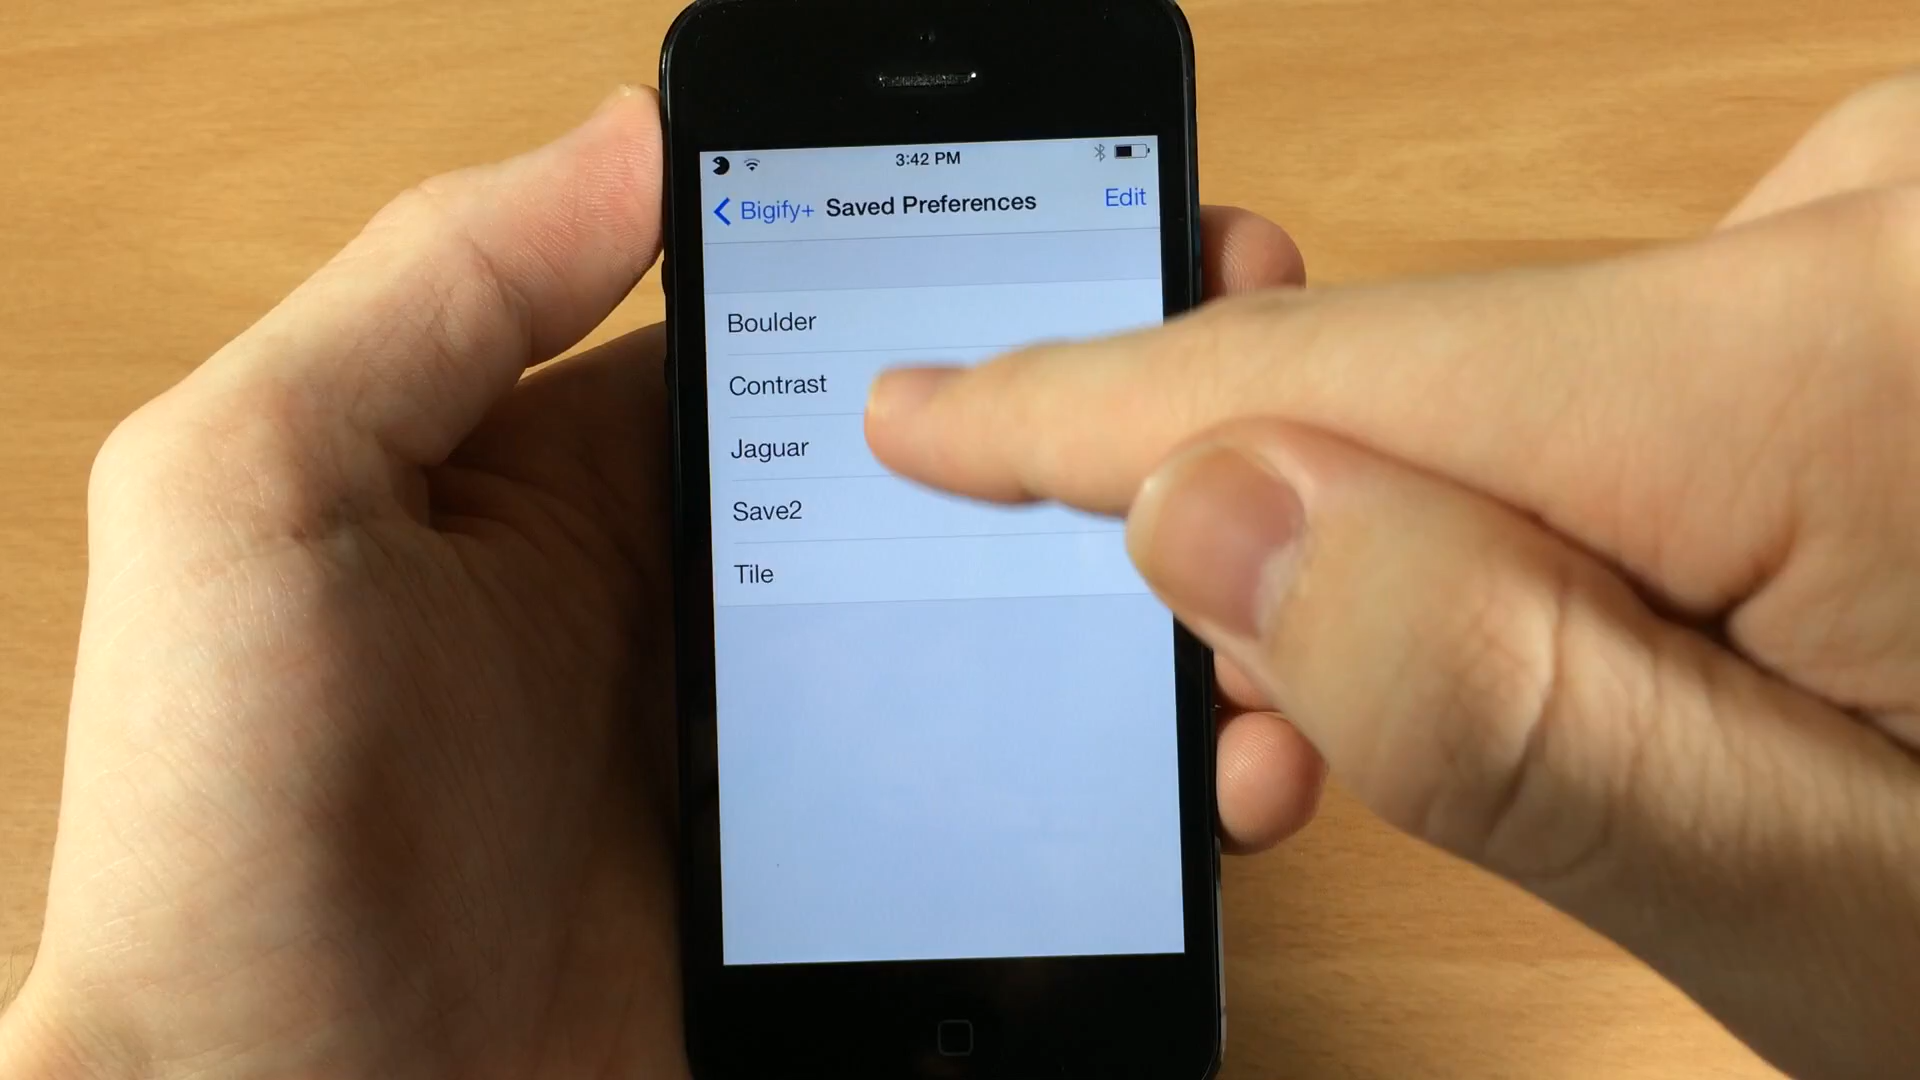 3:42 PM
Bigify+ Saved Preferences Edit
Boulder
Contrast
Jaguar
Save2
Tile